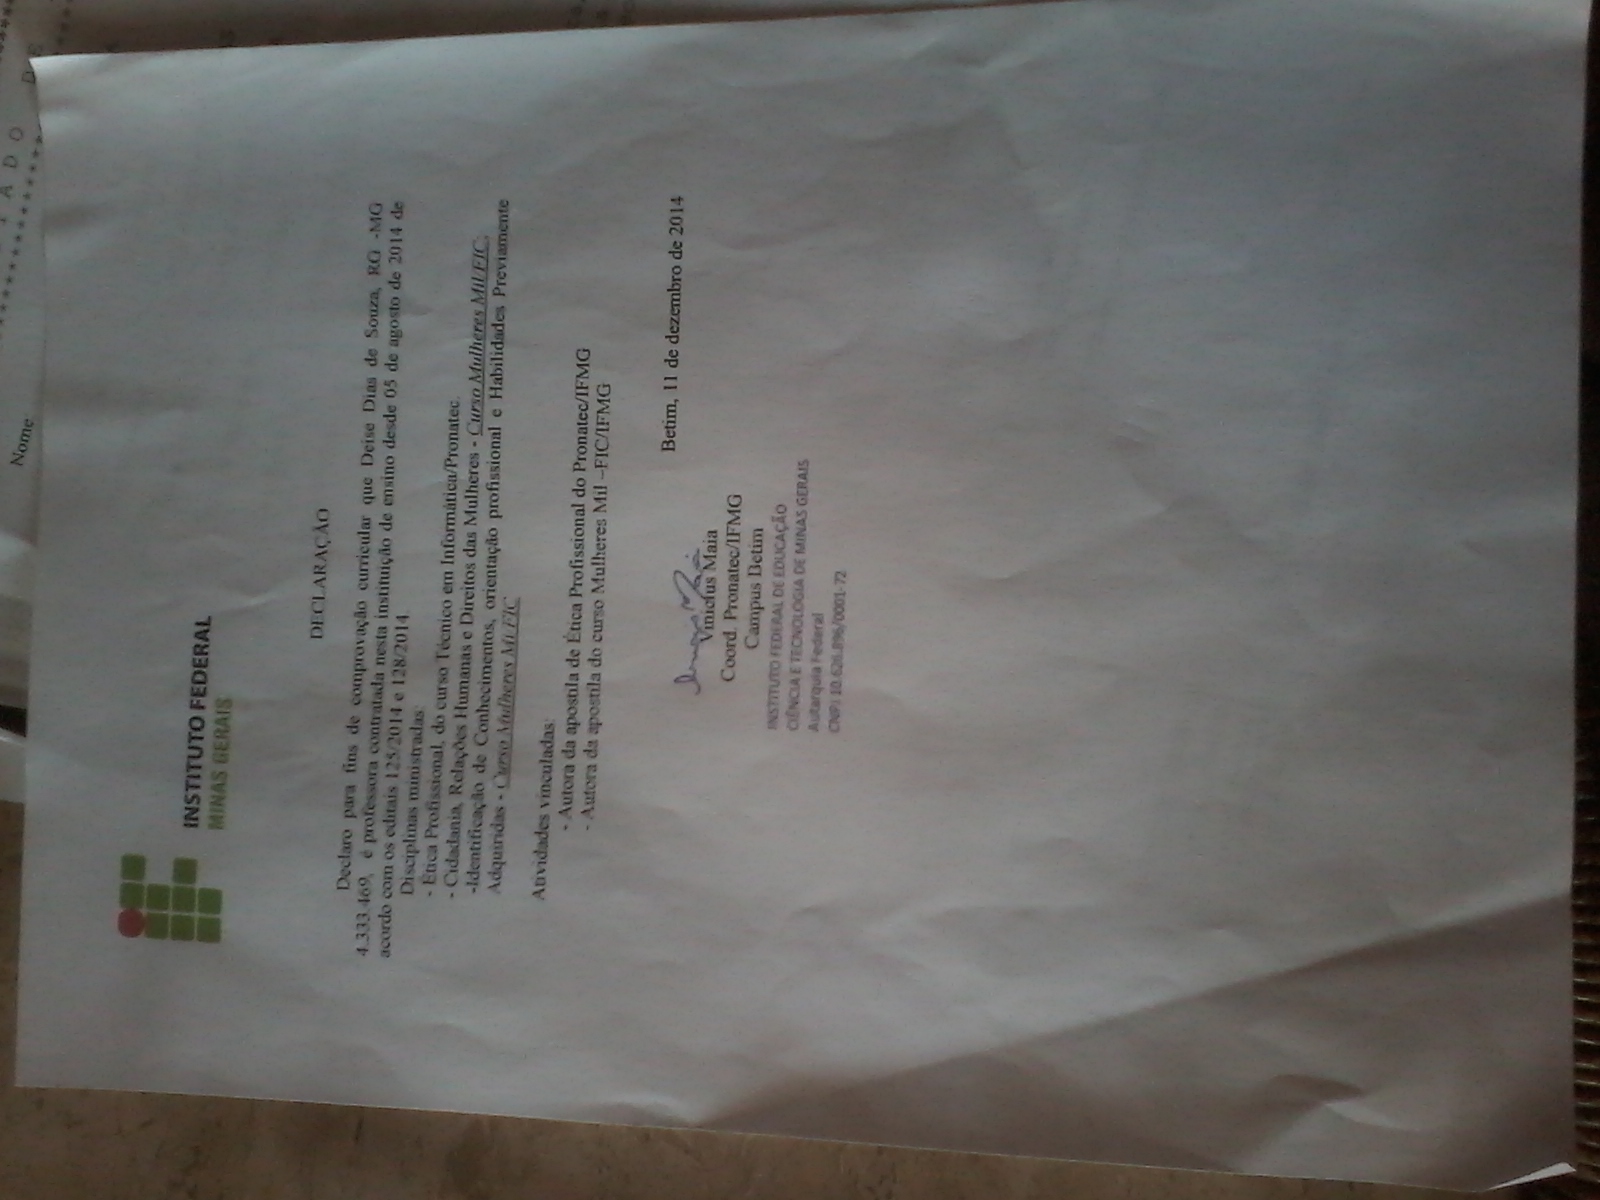 INSTITUTO FEDERAL
MINAS GERAIS
DECLARAÇÃO
Declaro para fins de comprovação curricular que Deise Dias de Souza, RG -MG
4.333.469, é professora contratada nesta instituição de ensino desde 05 de agosto de 2014 de
acordo com os editais 125/2014 e 128/2014
Disciplinas ministradas:
- Ética Profissional, do curso Técnico em Informática/Pronatec.
- Cidadania, Relações Humanas e Direitos das Mulheres - Curso Mulheres Mil FIC.
-Identificação de Conhecimentos, orientação profissional e Habilidades Previamente
Adquiridas - Curso Mulheres Mil FIC
Atividades vinculadas:
- Autora da apostila de Ética Profissional do Pronatec/IFMG
- Autora da apostila do curso Mulheres Mil –FIC/IFMG
Betim, 11 de dezembro de 2014
Vinicius Maia
Coord. Pronatec/IFMG
Campus Betim
INSTITUTO FEDERAL DE EDUCAÇÃO
CIÊNCIA E TECNOLOGIA DE MINAS GERAIS
Autarquia Federal
CNPJ 10.626.896/0001-72
Nome